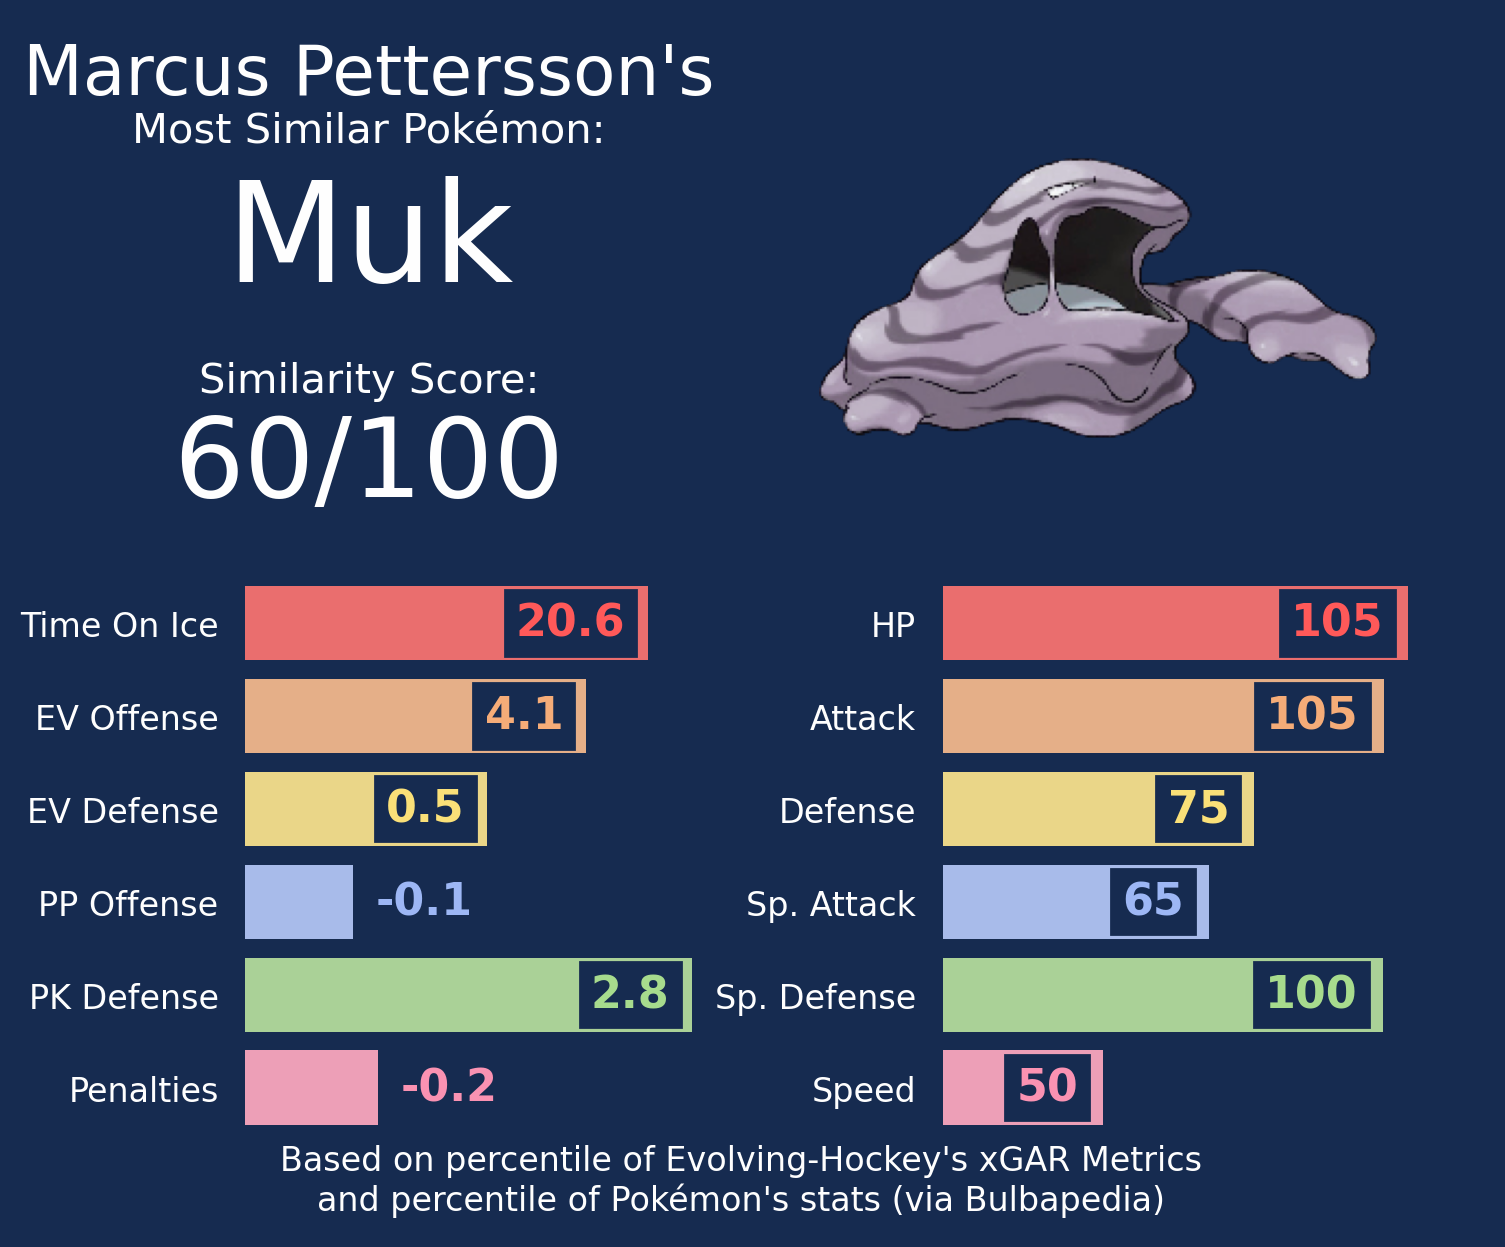 Marcus Pettersson's
Most Similar Pokémon:
Muk
Similarity Score:
60/100
Time On Ice 20.6
EV Offense 4.1
EV Defense 0.5
PP Offense -0.1
PK Defense 2.8
Penalties -0.2
HP 105
Attack 105
Defense 75
Sp. Attack 65
Sp. Defense 100
Speed 50
Based on percentile of Evolving-Hockey's xGAR Metrics
and percentile of Pokémon's stats (via Bulbapedia)